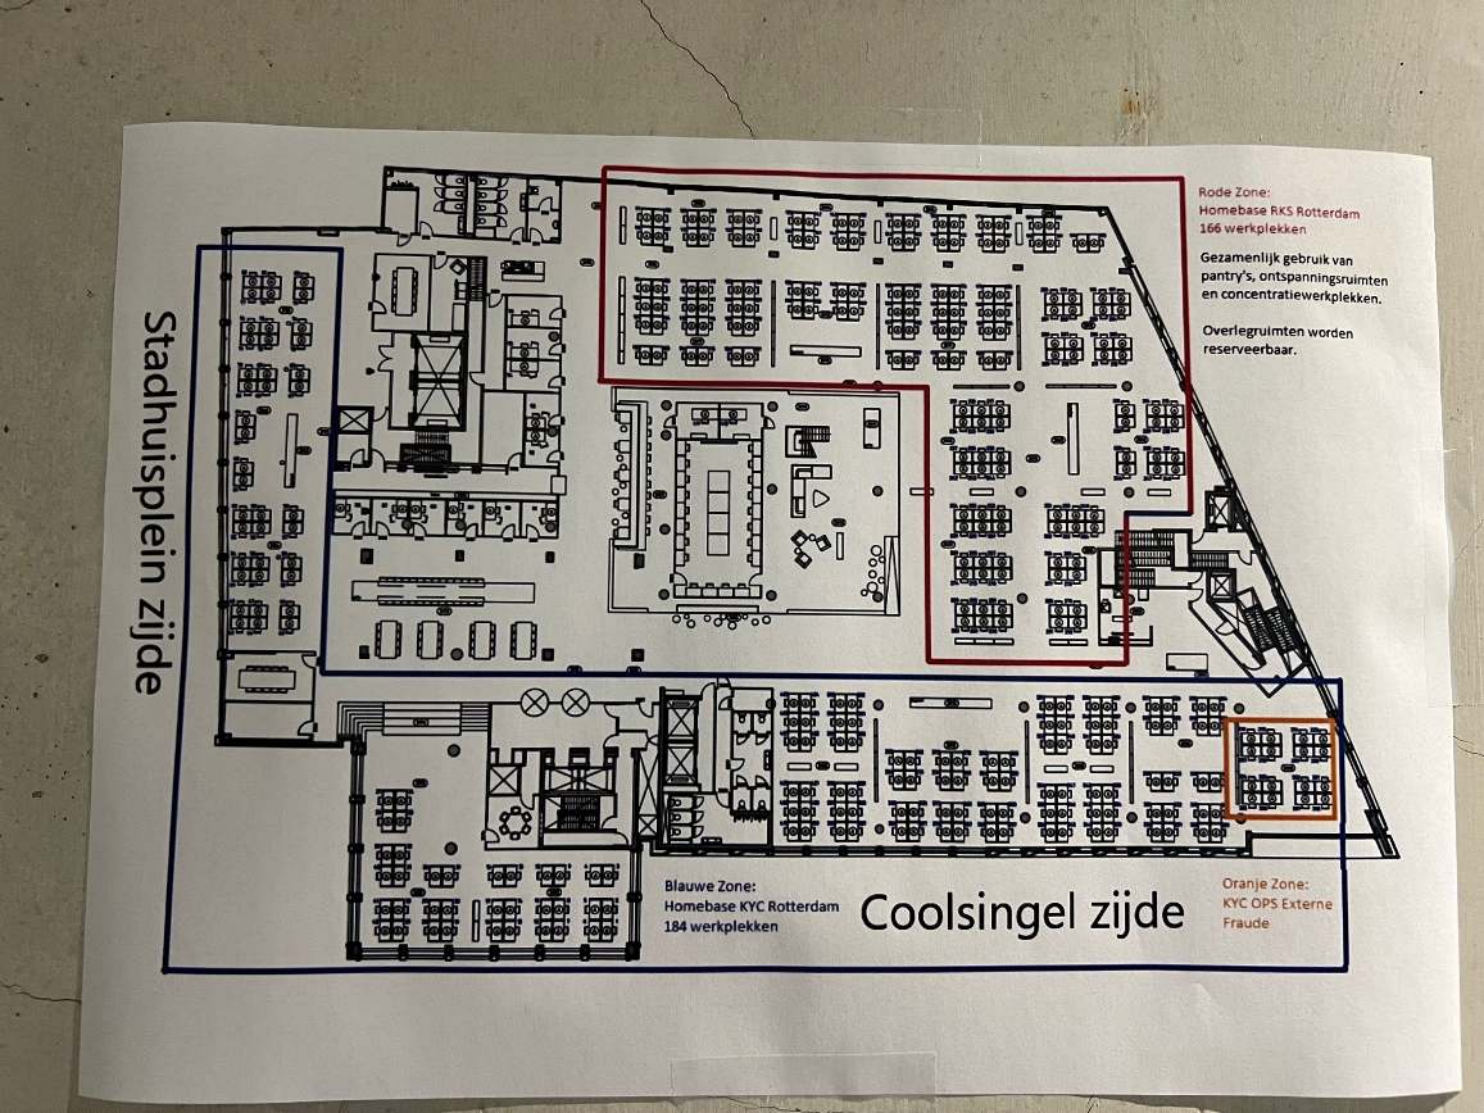 Rode Zone:
Homebase RKS Rotterdam
166 werkplekken
Gezamenlijk gebruik van
pantry's, ontspanningsruimten
en concentratiewerkplekken.
Overlegruimten worden
reserveerbaar.
Stadhuisplein zijde
Blauwe Zone:
Homebase KYC Rotterdam
184 werkplekken
Coolsingel zijde
Oranje Zone:
KYC OPS Externe
Fraude